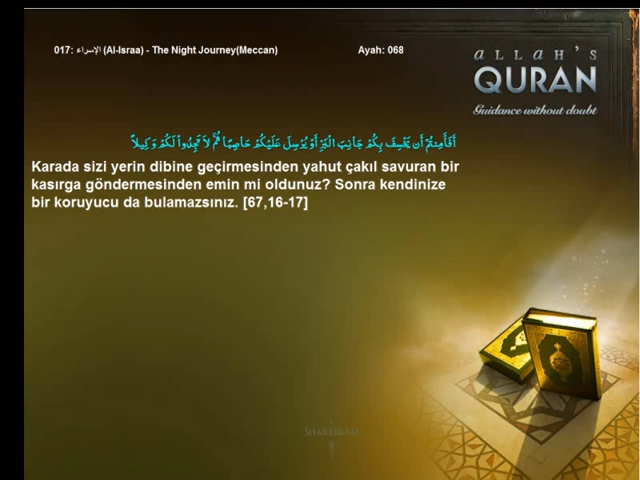 017: الإسراء (Al-Israa) - The Night Journey(Meccan) Ayah: 068
ALLAH'S
QURAN
Guidance without doubt
أَفَأَمِنتُمْ أَن يَخْسِفَ بِكُمْ جَانِبَ الْبَرِّ أَوْ يُرْسِلَ عَلَيْكُمْ حَاصِبًا ثُمَّ لاَ تَجِدُواْ لَكُمْ وَكِيلاً
Karada sizi yerin dibine geçirmesinden yahut çakıl savuran bir
kasırga göndermesinden emin mi oldunuz? Sonra kendinize
bir koruyucu da bulamazsınız. [67,16-17]